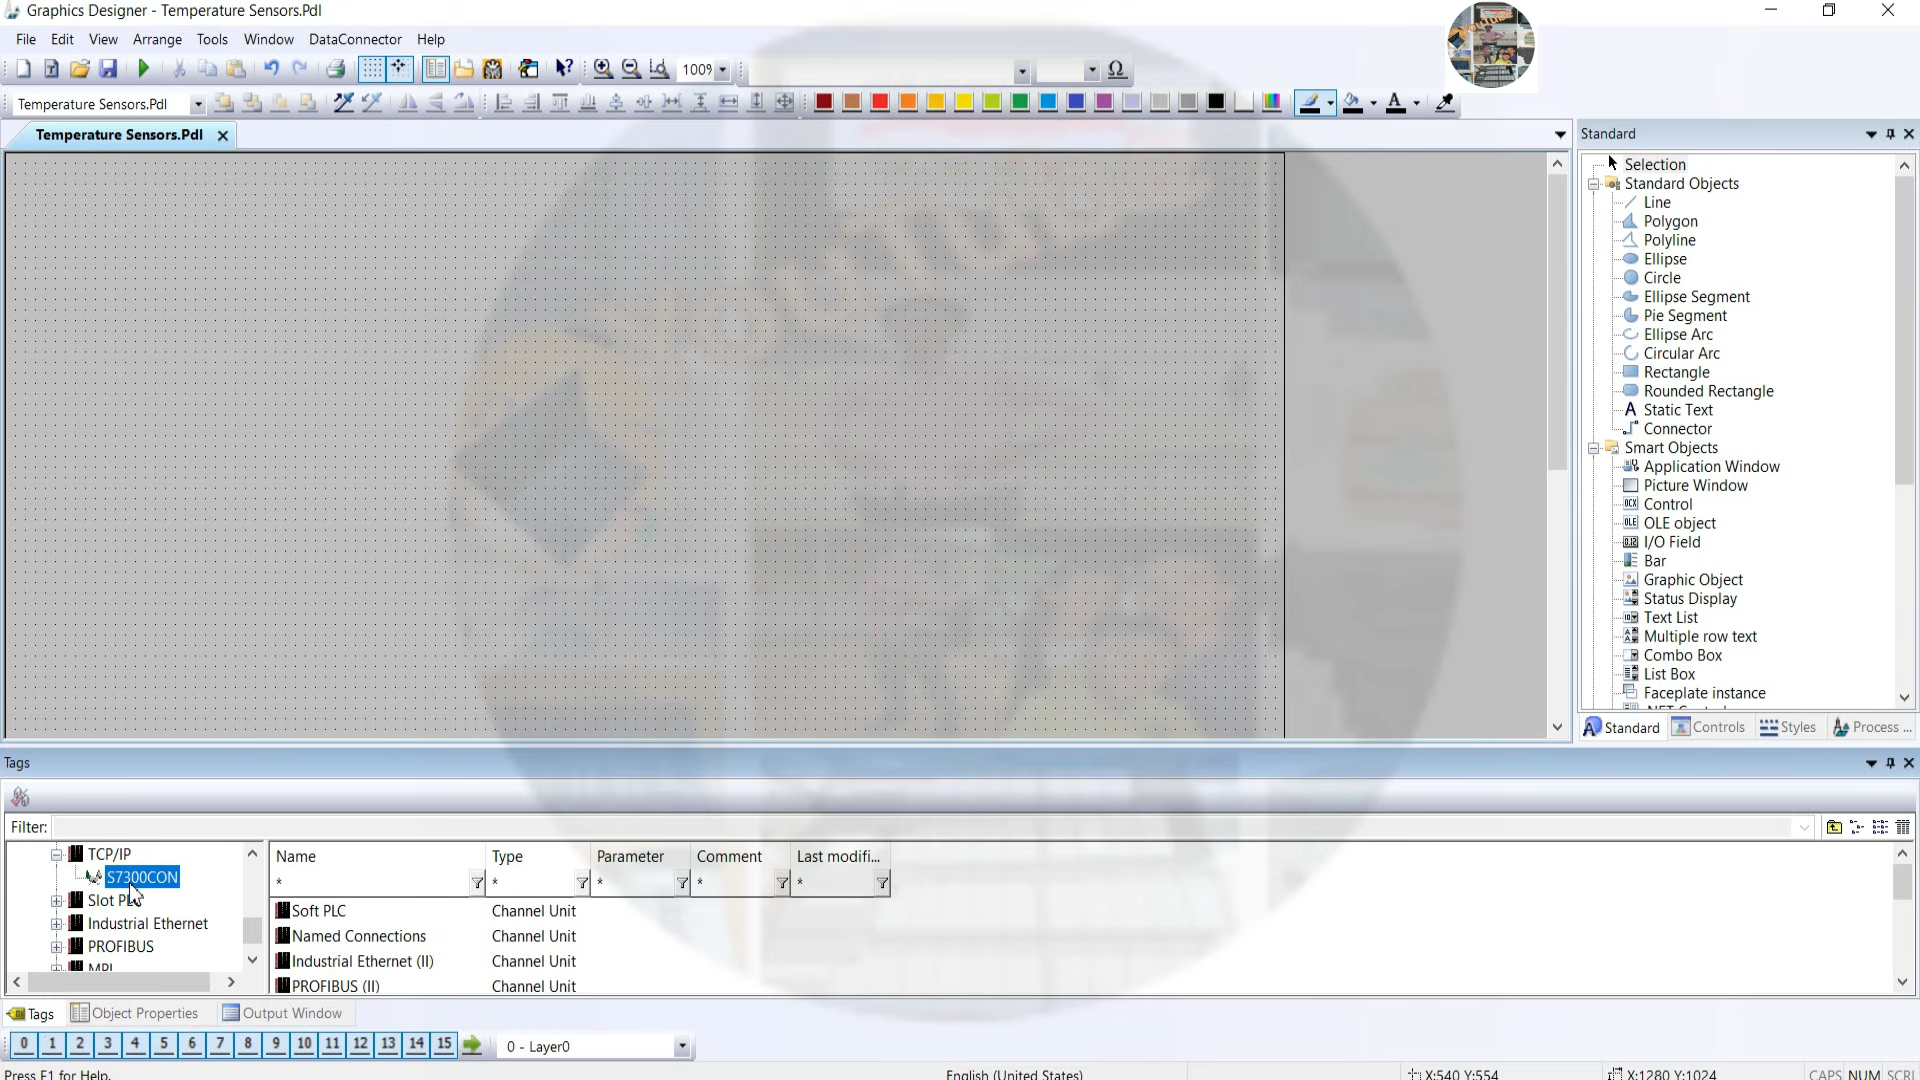 Graphics Designer - Temperature Sensors.Pdl
File Edit View Arrange Tools Window DataConnector Help
100% Ω
Temperature Sensors.Pdl
A
Temperature Sensors.Pdl
Standard
Selection
Standard Objects
Line
Polygon
Polyline
Ellipse
Circle
Ellipse Segment
Pie Segment
Ellipse Arc
Circular Arc
Rectangle
Rounded Rectangle
A Static Text
Connector
Smart Objects
Application Window
Picture Window
OCX Control
OLE OLE object
0.12 I/O Field
Bar
Graphic Object
Status Display
Text List
Multiple row text
Combo Box
List Box
Faceplate instance
Standard Controls Styles Process ...
YOUTUBE
Tags
Filter:
TCP/IP
S7300CON
Slot PLC
Industrial Ethernet
PROFIBUS
MPI
Name Type Parameter Comment Last modifi...
* * * * *
Soft PLC Channel Unit
Named Connections Channel Unit
Industrial Ethernet (II) Channel Unit
PROFIBUS (II) Channel Unit
Tags Object Properties Output Window
0 1 2 3 4 5 6 7 8 9 10 11 12 13 14 15 0 - Layer0
Press F1 for Help. English (United States) X:540 Y:554 X:1280 Y:1024 CAPS NUM SCRL